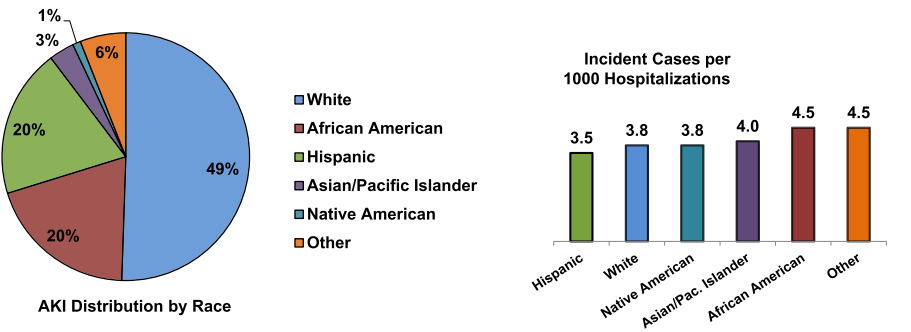 1%
3%
6%
20%
49%
20%
AKI Distribution by Race
White
African American
Hispanic
Asian/Pacific Islander
Native American
Other
Incident Cases per
1000 Hospitalizations
3.5
3.8
3.8
4.0
4.5
4.5
Hispanic
White
Native American
Asian/Pac. Islander
African American
Other